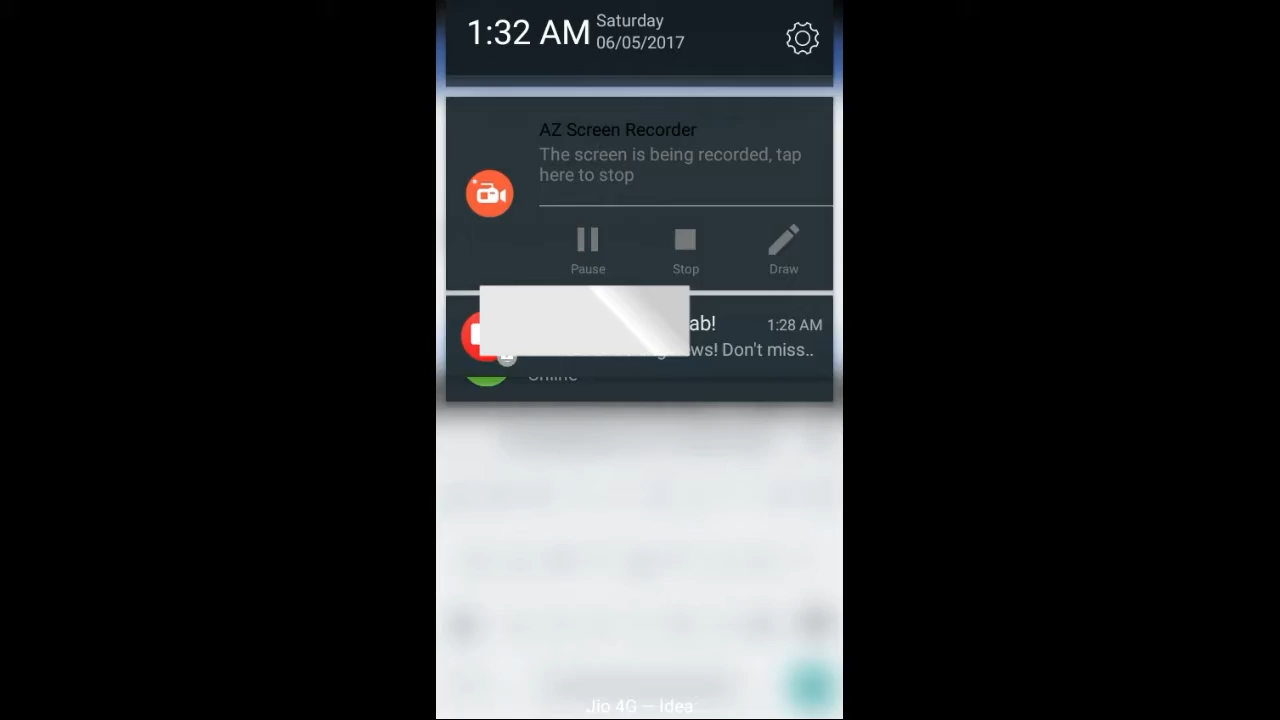 1:32 AM
Saturday
06/05/2017
AZ Screen Recorder
The screen is being recorded, tap
here to stop
Pause
Stop
Draw
ab!
1:28 AM
ws! Don't miss..
Online
Jio 4G — Idea